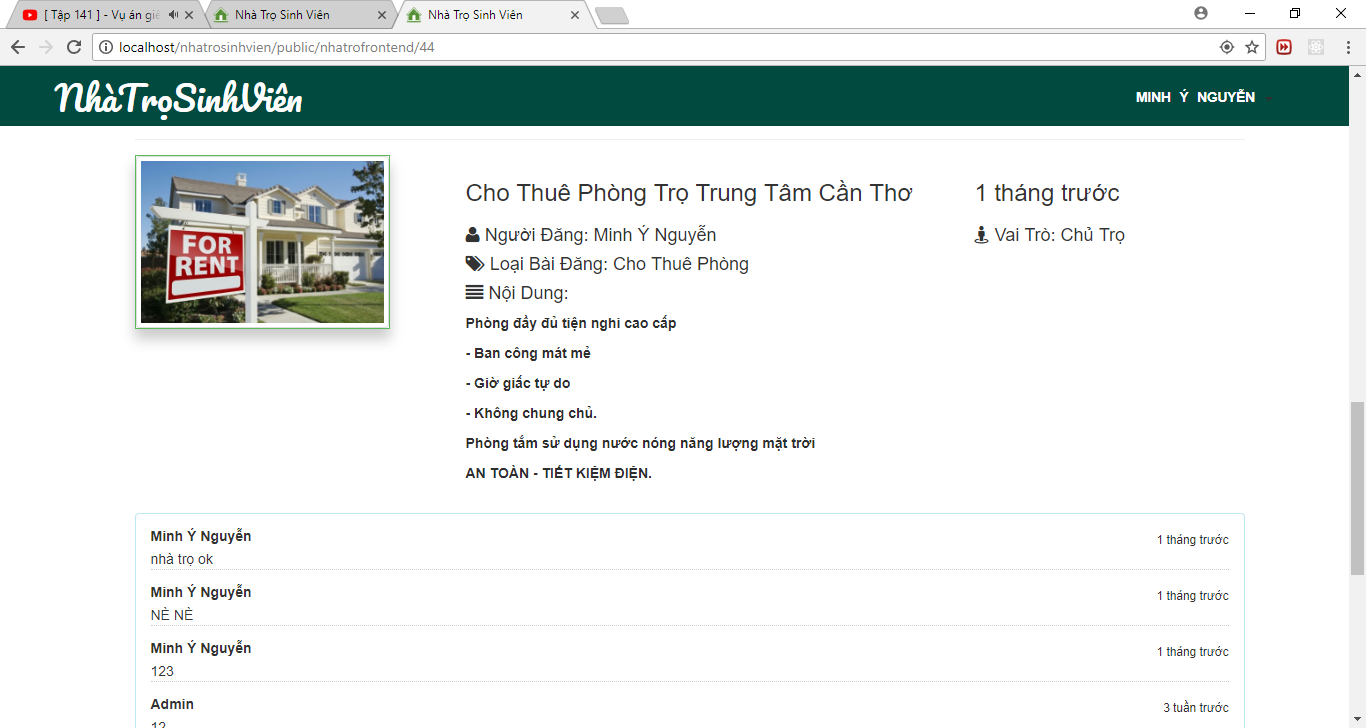 [ Tập 141 ] - Vụ án giế
Nhà Trọ Sinh Viên
Nhà Trọ Sinh Viên
localhost/nhatrosinhvien/public/nhatrofrontend/44
NhàTrọSinhViên
MINH Ý NGUYỄN
FOR
RENT
Cho Thuê Phòng Trọ Trung Tâm Cần Thơ
1 tháng trước
Người Đăng: Minh Ý Nguyễn
Vai Trò: Chủ Trọ
Loại Bài Đăng: Cho Thuê Phòng
Nội Dung:
Phòng đầy đủ tiện nghi cao cấp
- Ban công mát mẻ
- Giờ giấc tự do
- Không chung chủ.
Phòng tắm sử dụng nước nóng năng lượng mặt trời
AN TOÀN - TIẾT KIỆM ĐIỆN.
Minh Ý Nguyễn
1 tháng trước
nhà trọ ok
Minh Ý Nguyễn
1 tháng trước
NÈ NÈ
Minh Ý Nguyễn
1 tháng trước
123
Admin
3 tuần trước
12